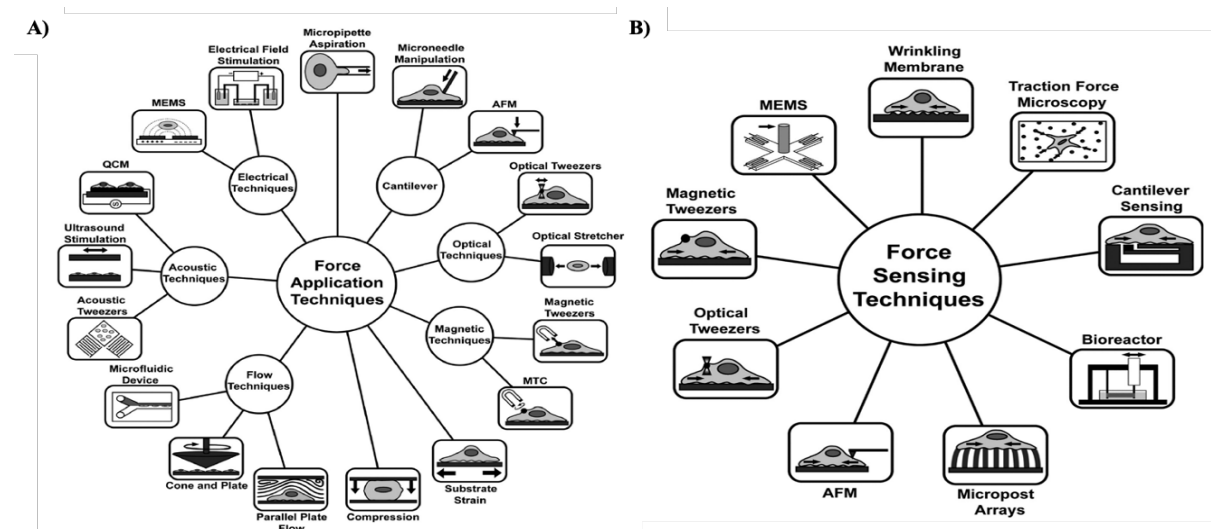 A)
Micropipette
Aspiration
Electrical Field
Stimulation
Microneedle
Manipulation
MEMS
AFM
QCM
Electrical
Techniques
Cantilever
Optical Tweezers
Ultrasound
Stimulation
Acoustic
Techniques
Force
Application
Techniques
Optical
Techniques
Optical Stretcher
Acoustic
Tweezers
Magnetic
Techniques
Magnetic
Tweezers
Microfluidic
Device
Flow
Techniques
MTC
Cone and Plate
Parallel Plate
Flow
Compression
Substrate
Strain
B)
Wrinkling
Membrane
MEMS
Traction Force
Microscopy
Magnetic
Tweezers
Cantilever
Sensing
Force
Sensing
Techniques
Optical
Tweezers
Bioreactor
AFM
Micropost
Arrays